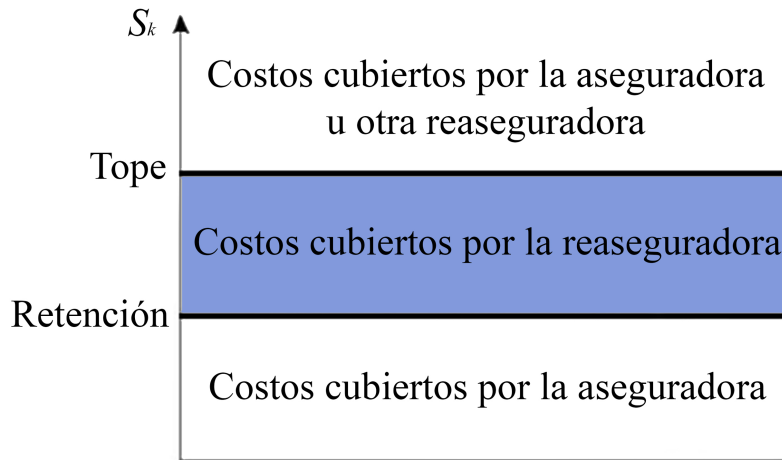 Sk
Costos cubiertos por la aseguradora
u otra reaseguradora
Tope
Costos cubiertos por la reaseguradora
Retención
Costos cubiertos por la aseguradora